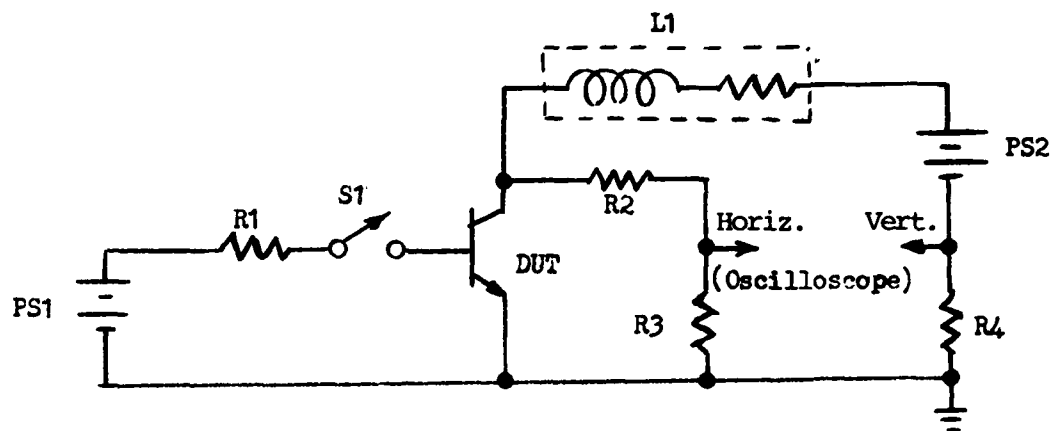 L1
PS2
S1
R1
R2
Horiz.
Vert.
DUT
(Oscilloscope)
PS1
R3
R4